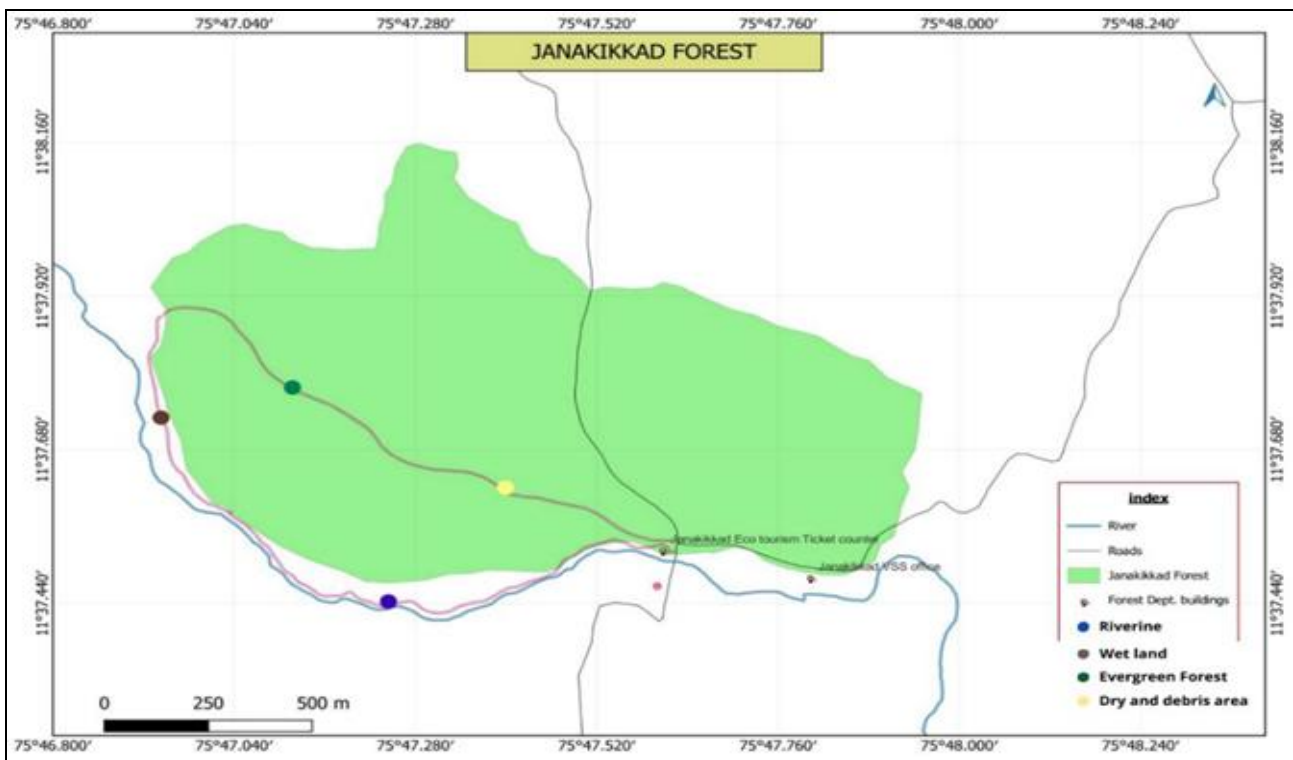 75°46.800′ 75°47.040′ 75°47.280′ 75°47.520′ 75°47.760′ 75°48.000′ 75°48.240′
JANAKIKKAD FOREST
11°38.160′ 11°38.160′
11°37.920′ 11°37.920′
11°37.680′ 11°37.680′
11°37.440′ 11°37.440′
Janakikkad Eco tourism Ticket counter
Janakikkad VSS office
index
River
Roads
Janakikkad Forest
Forest Dept. buildings
Riverine
Wet land
Evergreen Forest
Dry and debris area
0 250 500 m
75°46.800′ 75°47.040′ 75°47.280′ 75°47.520′ 75°47.760′ 75°48.000′ 75°48.240′